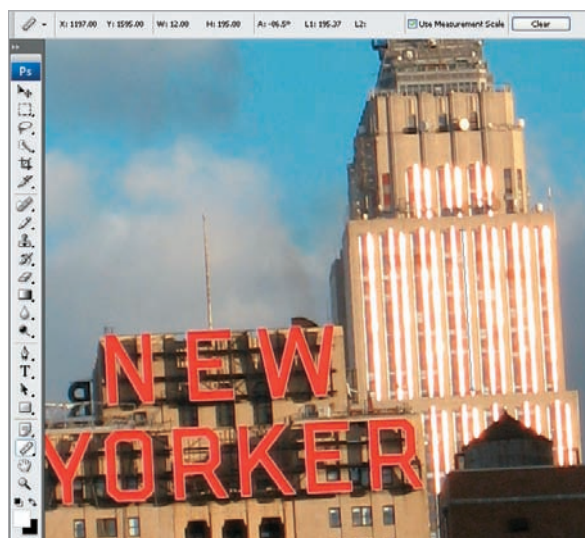 X: 1197.00 Y: 1595.00 W: 12.00 H: 195.00 A: -86.5° L1: 195.37 L2: Use Measurement Scale Clear
Ps
NEW
YORKER